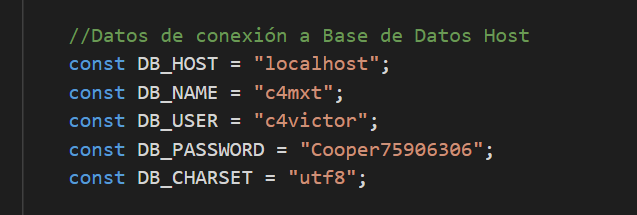 //Datos de conexión a Base de Datos Host
const DB_HOST = "localhost";
const DB_NAME = "c4mxt";
const DB_USER = "c4victor";
const DB_PASSWORD = "Cooper75906306";
const DB_CHARSET = "utf8";